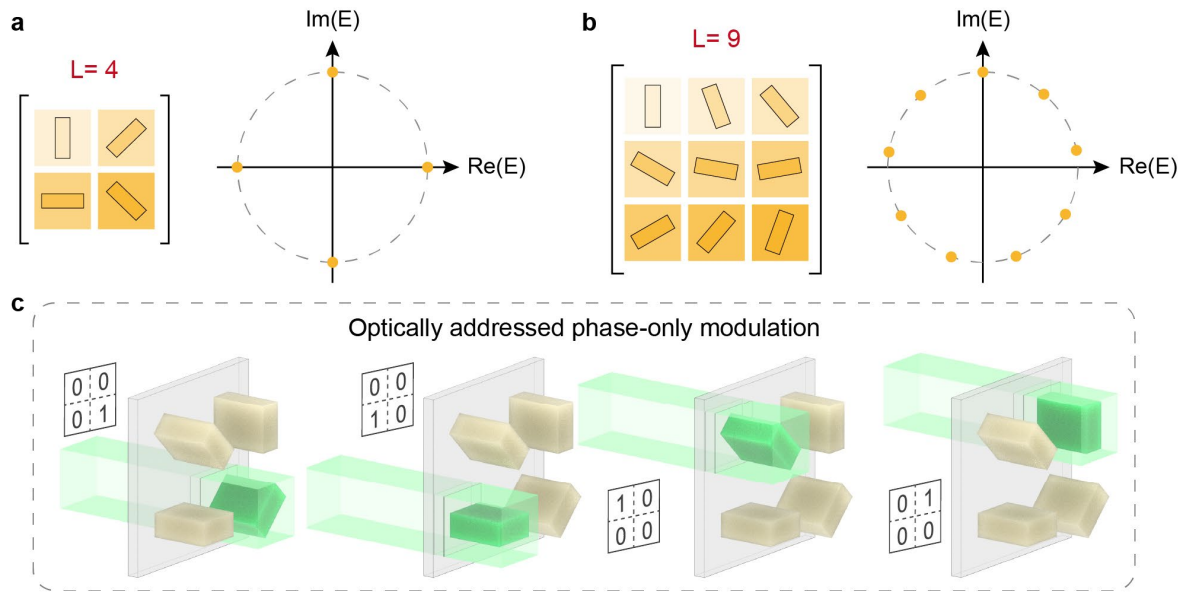 a
L= 4
Im(E)
Re(E)
b
L= 9
Im(E)
Re(E)
c
Optically addressed phase-only modulation
0 0
0 1
0 0
1 0
1 0
0 0
0 1
0 0